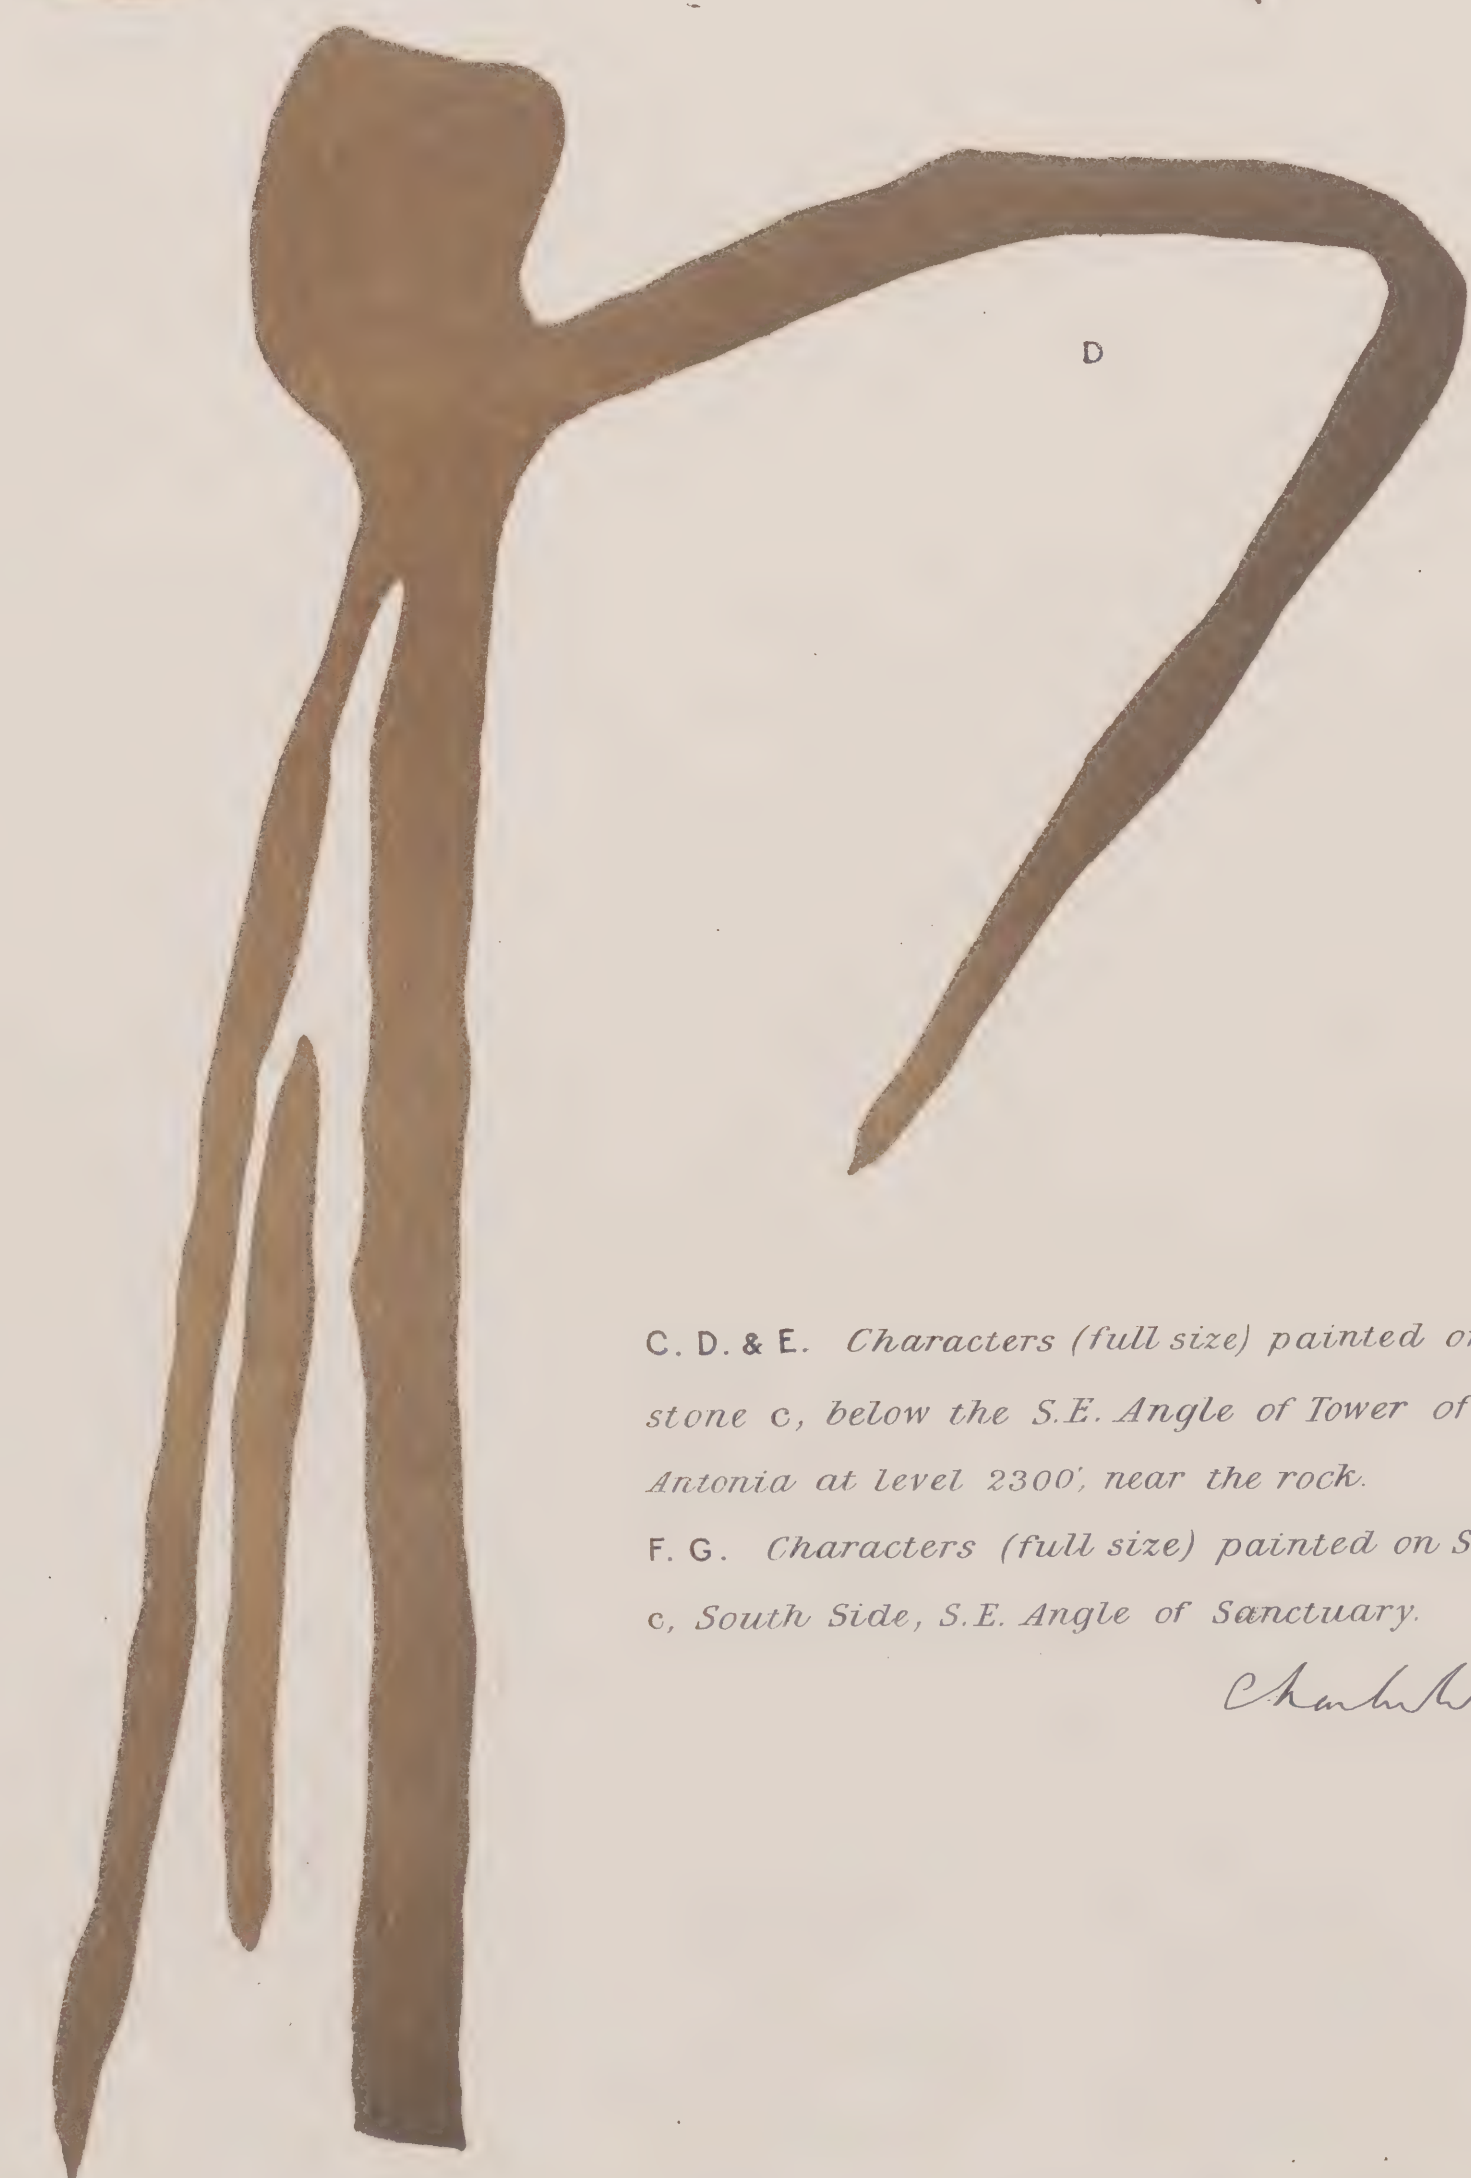 D
C. D. & E. Characters (full size) painted on
stone c, below the S.E. Angle of Tower of
Antonia at level 2300', near the rock.
F. G. Characters (full size) painted on
c, South Side, S.E. Angle of Sanctuary.